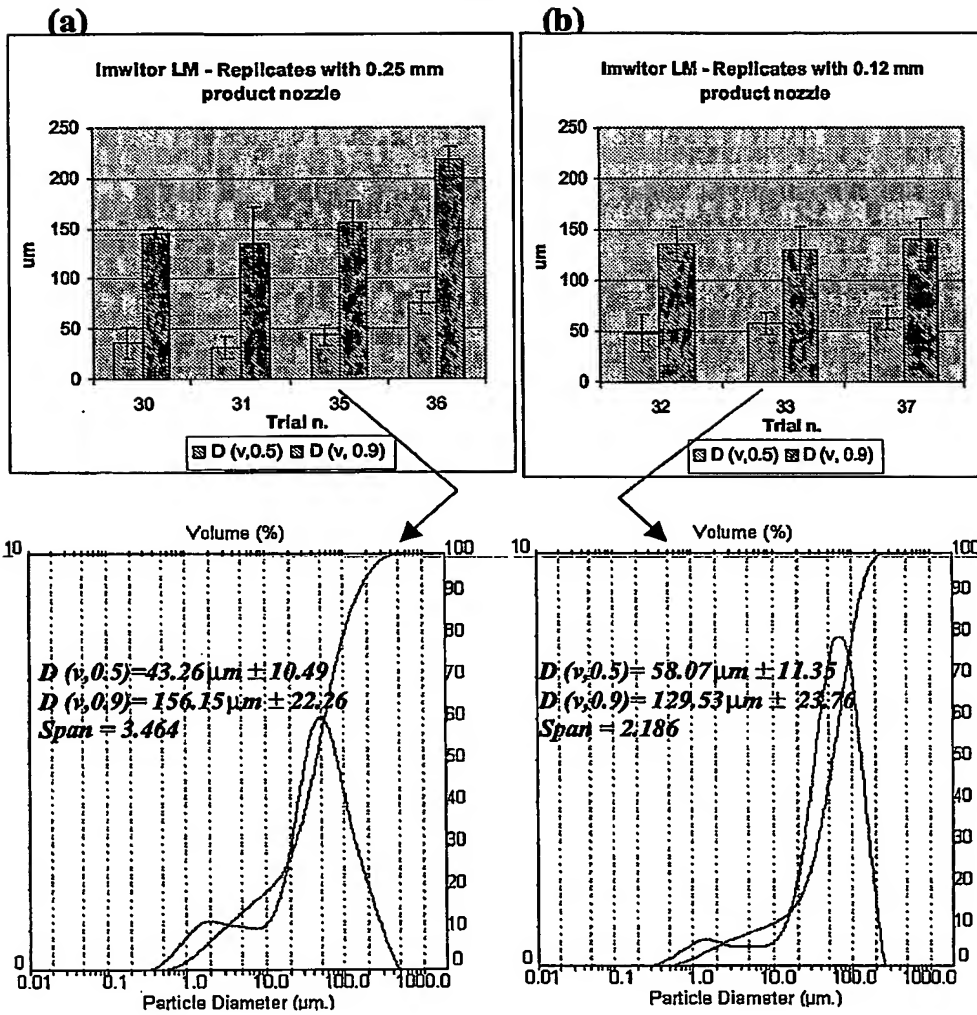 (a)
Imwitor LM - Replicates with 0.25 mm
product nozzle
250
200
150
100
50
0
um
30 31 35 36
Trial n.
D (v,0.5) D (v, 0.9)
(b)
Imwitor LM - Replicates with 0.12 mm
product nozzle
250
200
150
100
50
0
um
32 33 37
Trial n.
D (v,0.5) D (v, 0.9)
Volume (%)
10 100
90
80
70
60
50
40
30
20
10
0 0
D (v,0.5)=43.26 µm ± 10.49
D (v,0.9)= 156.15 µm ± 22.26
Span = 3.464
0.01 0.1 1.0 10.0 100.0 1000.0
Particle Diameter (µm.)
Volume (%)
10 100
90
80
70
60
50
40
30
20
10
0 0
D (v,0.5)= 58.07 µm ± 11.35
D (v,0.9)= 129.53 µm ± 23.76
Span = 2.186
0.01 0.1 1.0 10.0 100.0 1000.0
Particle Diameter (µm.)